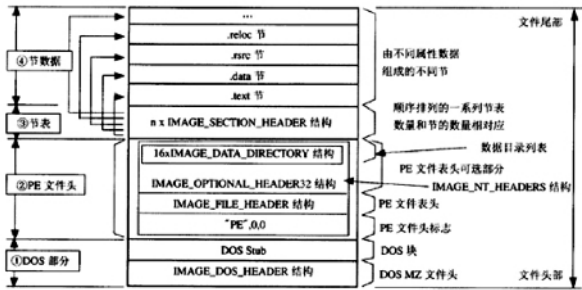 ...
文件尾部
.reloc 节
.rsrc 节
.data 节
.text 节
④节数据
由不同属性数据
组成的不同节
n x IMAGE_SECTION_HEADER 结构
③节表
顺序排列的一系列节表
数量和节的数量相对应
16xIMAGE_DATA_DIRECTORY 结构
数据目录列表
PE 文件表头可选部分
IMAGE_OPTIONAL_HEADER32 结构
②PE 文件头
IMAGE_NT_HEADERS 结构
IMAGE_FILE_HEADER 结构
PE 文件表头
"PE",0,0
PE 文件头标志
DOS Stub
DOS 块
①DOS 部分
IMAGE_DOS_HEADER 结构
DOS MZ 文件头
文件头部